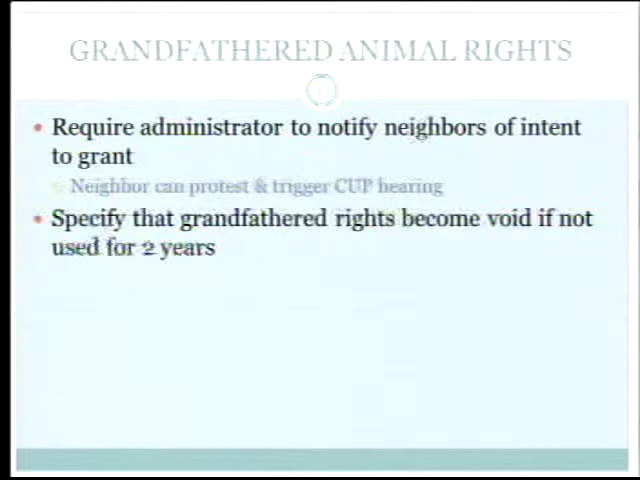 GRANDFATHERED ANIMAL RIGHTS
Require administrator to notify neighbors of intent
to grant
Neighbor can protest & trigger CUP hearing
Specify that grandfathered rights become void if not
used for 2 years